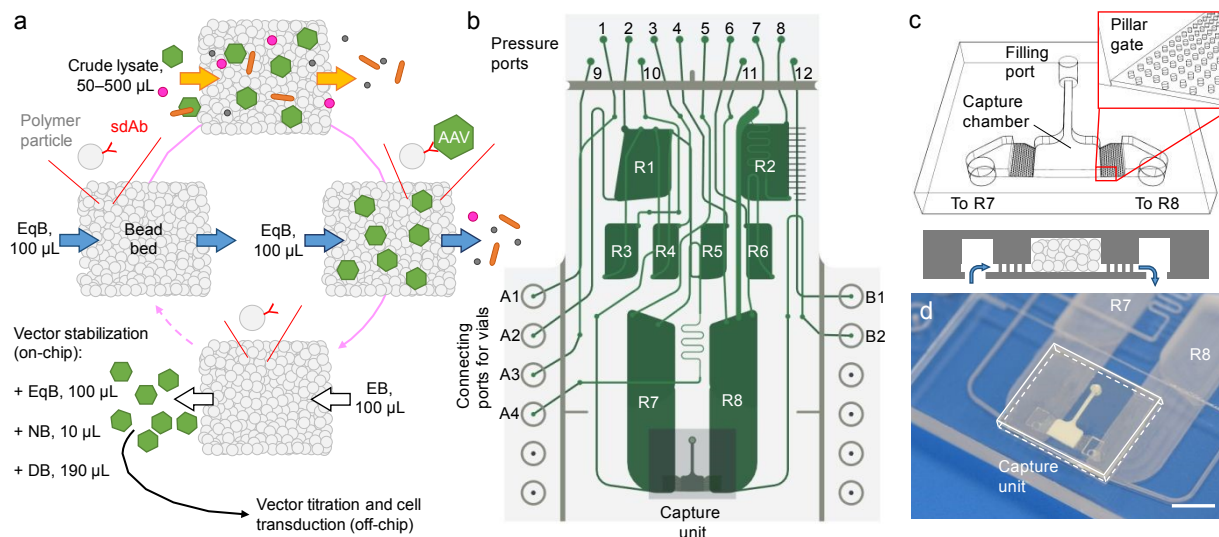 a
Crude lysate,
50–500 µL
Polymer
particle
sdAb
AAV
EqB,
100 µL
Bead
bed
EqB,
100 µL
Vector stabilization
(on-chip):
+ EqB, 100 µL
+ NB, 10 µL
+ DB, 190 µL
EB,
100 µL
Vector titration and cell
transduction (off-chip)
b
Pressure
ports
1
2
3
4
5
6
7
8
9
10
11
12
R1
R2
R3
R4
R5
R6
A1
A2
A3
A4
B1
B2
Connecting
ports for vials
R7
R8
Capture
unit
c
Filling
port
Pillar
gate
Capture
chamber
To R7
To R8
d
R7
R8
Capture
unit